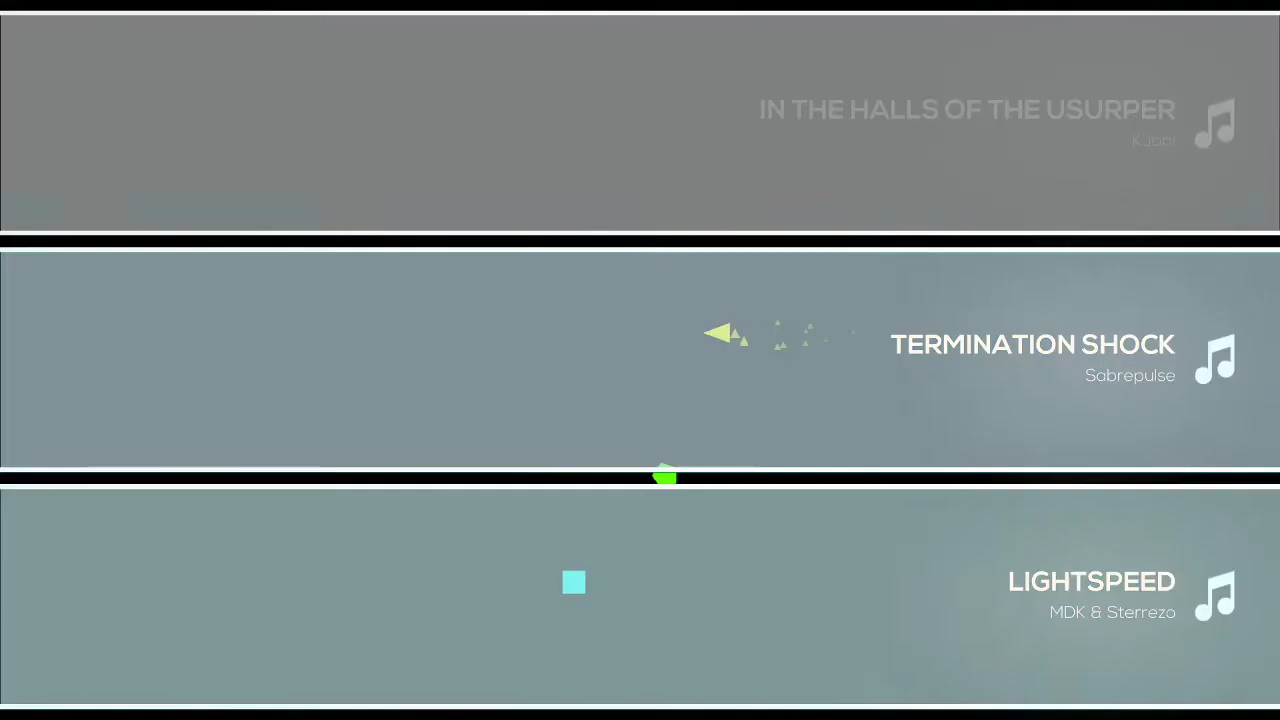 IN THE HALLS OF THE USURPER
TERMINATION SHOCK
Sabrepulse
LIGHTSPEED
MDK & Sterrezo